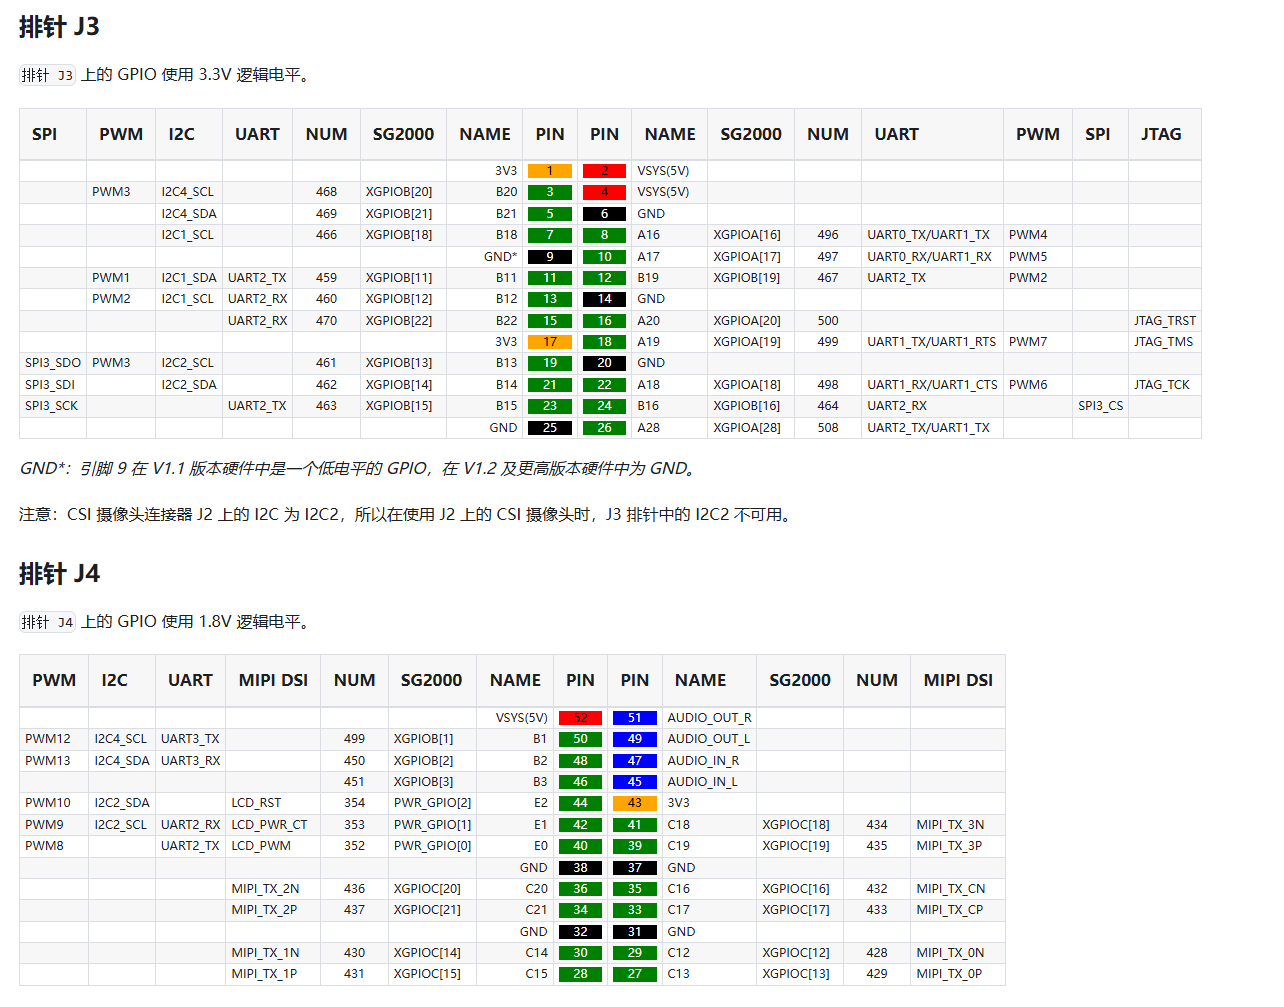 排针 J3
排针 J3 上的 GPIO 使用 3.3V 逻辑电平。
SPI PWM I2C UART NUM SG2000 NAME PIN PIN NAME SG2000 NUM UART PWM SPI JTAG
3V3 1 2 VSYS(5V)
PWM3 I2C4_SCL 468 XGPIOB[20] B20 3 4 VSYS(5V)
I2C4_SDA 469 XGPIOB[21] B21 5 6 GND
I2C1_SCL 466 XGPIOB[18] B18 7 8 A16 XGPIOA[16] 496 UART0_TX/UART1_TX PWM4
GND* 9 10 A17 XGPIOA[17] 497 UART0_RX/UART1_RX PWM5
PWM1 I2C1_SDA UART2_TX 459 XGPIOB[11] B11 11 12 B19 XGPIOB[19] 467 UART2_TX PWM2
PWM2 I2C1_SCL UART2_RX 460 XGPIOB[12] B12 13 14 GND
UART2_RX 470 XGPIOB[22] B22 15 16 A20 XGPIOA[20] 500 JTAG_TRST
3V3 17 18 A19 XGPIOA[19] 499 UART1_TX/UART1_RTS PWM7 JTAG_TMS
SPI3_SDO PWM3 I2C2_SCL 461 XGPIOB[13] B13 19 20 GND
SPI3_SDI I2C2_SDA 462 XGPIOB[14] B14 21 22 A18 XGPIOA[18] 498 UART1_RX/UART1_CTS PWM6 JTAG_TCK
SPI3_SCK UART2_TX 463 XGPIOB[15] B15 23 24 B16 XGPIOB[16] 464 UART2_RX SPI3_CS
GND 25 26 A28 XGPIOA[28] 508 UART2_TX/UART1_TX
GND*：引脚 9 在 V1.1 版本硬件中是一个低电平的 GPIO，在 V1.2 及更高版本硬件中为 GND。
注意：CSI 摄像头连接器 J2 上的 I2C 为 I2C2，所以在使用 J2 上的 CSI 摄像头时，J3 排针中的 I2C2 不可用。
排针 J4
排针 J4 上的 GPIO 使用 1.8V 逻辑电平。
PWM I2C UART MIPI DSI NUM SG2000 NAME PIN PIN NAME SG2000 NUM MIPI DSI
VSYS(5V) 52 51 AUDIO_OUT_R
PWM12 I2C4_SCL UART3_TX 499 XGPIOB[1] B1 50 49 AUDIO_OUT_L
PWM13 I2C4_SDA UART3_RX 450 XGPIOB[2] B2 48 47 AUDIO_IN_R
451 XGPIOB[3] B3 46 45 AUDIO_IN_L
PWM10 I2C2_SDA LCD_RST 354 PWR_GPIO[2] E2 44 43 3V3
PWM9 I2C2_SCL UART2_RX LCD_PWR_CT 353 PWR_GPIO[1] E1 42 41 C18 XGPIOC[18] 434 MIPI_TX_3N
PWM8 UART2_TX LCD_PWM 352 PWR_GPIO[0] E0 40 39 C19 XGPIOC[19] 435 MIPI_TX_3P
GND 38 37 GND
MIPI_TX_2N 436 XGPIOC[20] C20 36 35 C16 XGPIOC[16] 432 MIPI_TX_CN
MIPI_TX_2P 437 XGPIOC[21] C21 34 33 C17 XGPIOC[17] 433 MIPI_TX_CP
GND 32 31 GND
MIPI_TX_1N 430 XGPIOC[14] C14 30 29 C12 XGPIOC[12] 428 MIPI_TX_0N
MIPI_TX_1P 431 XGPIOC[15] C15 28 27 C13 XGPIOC[13] 429 MIPI_TX_0P